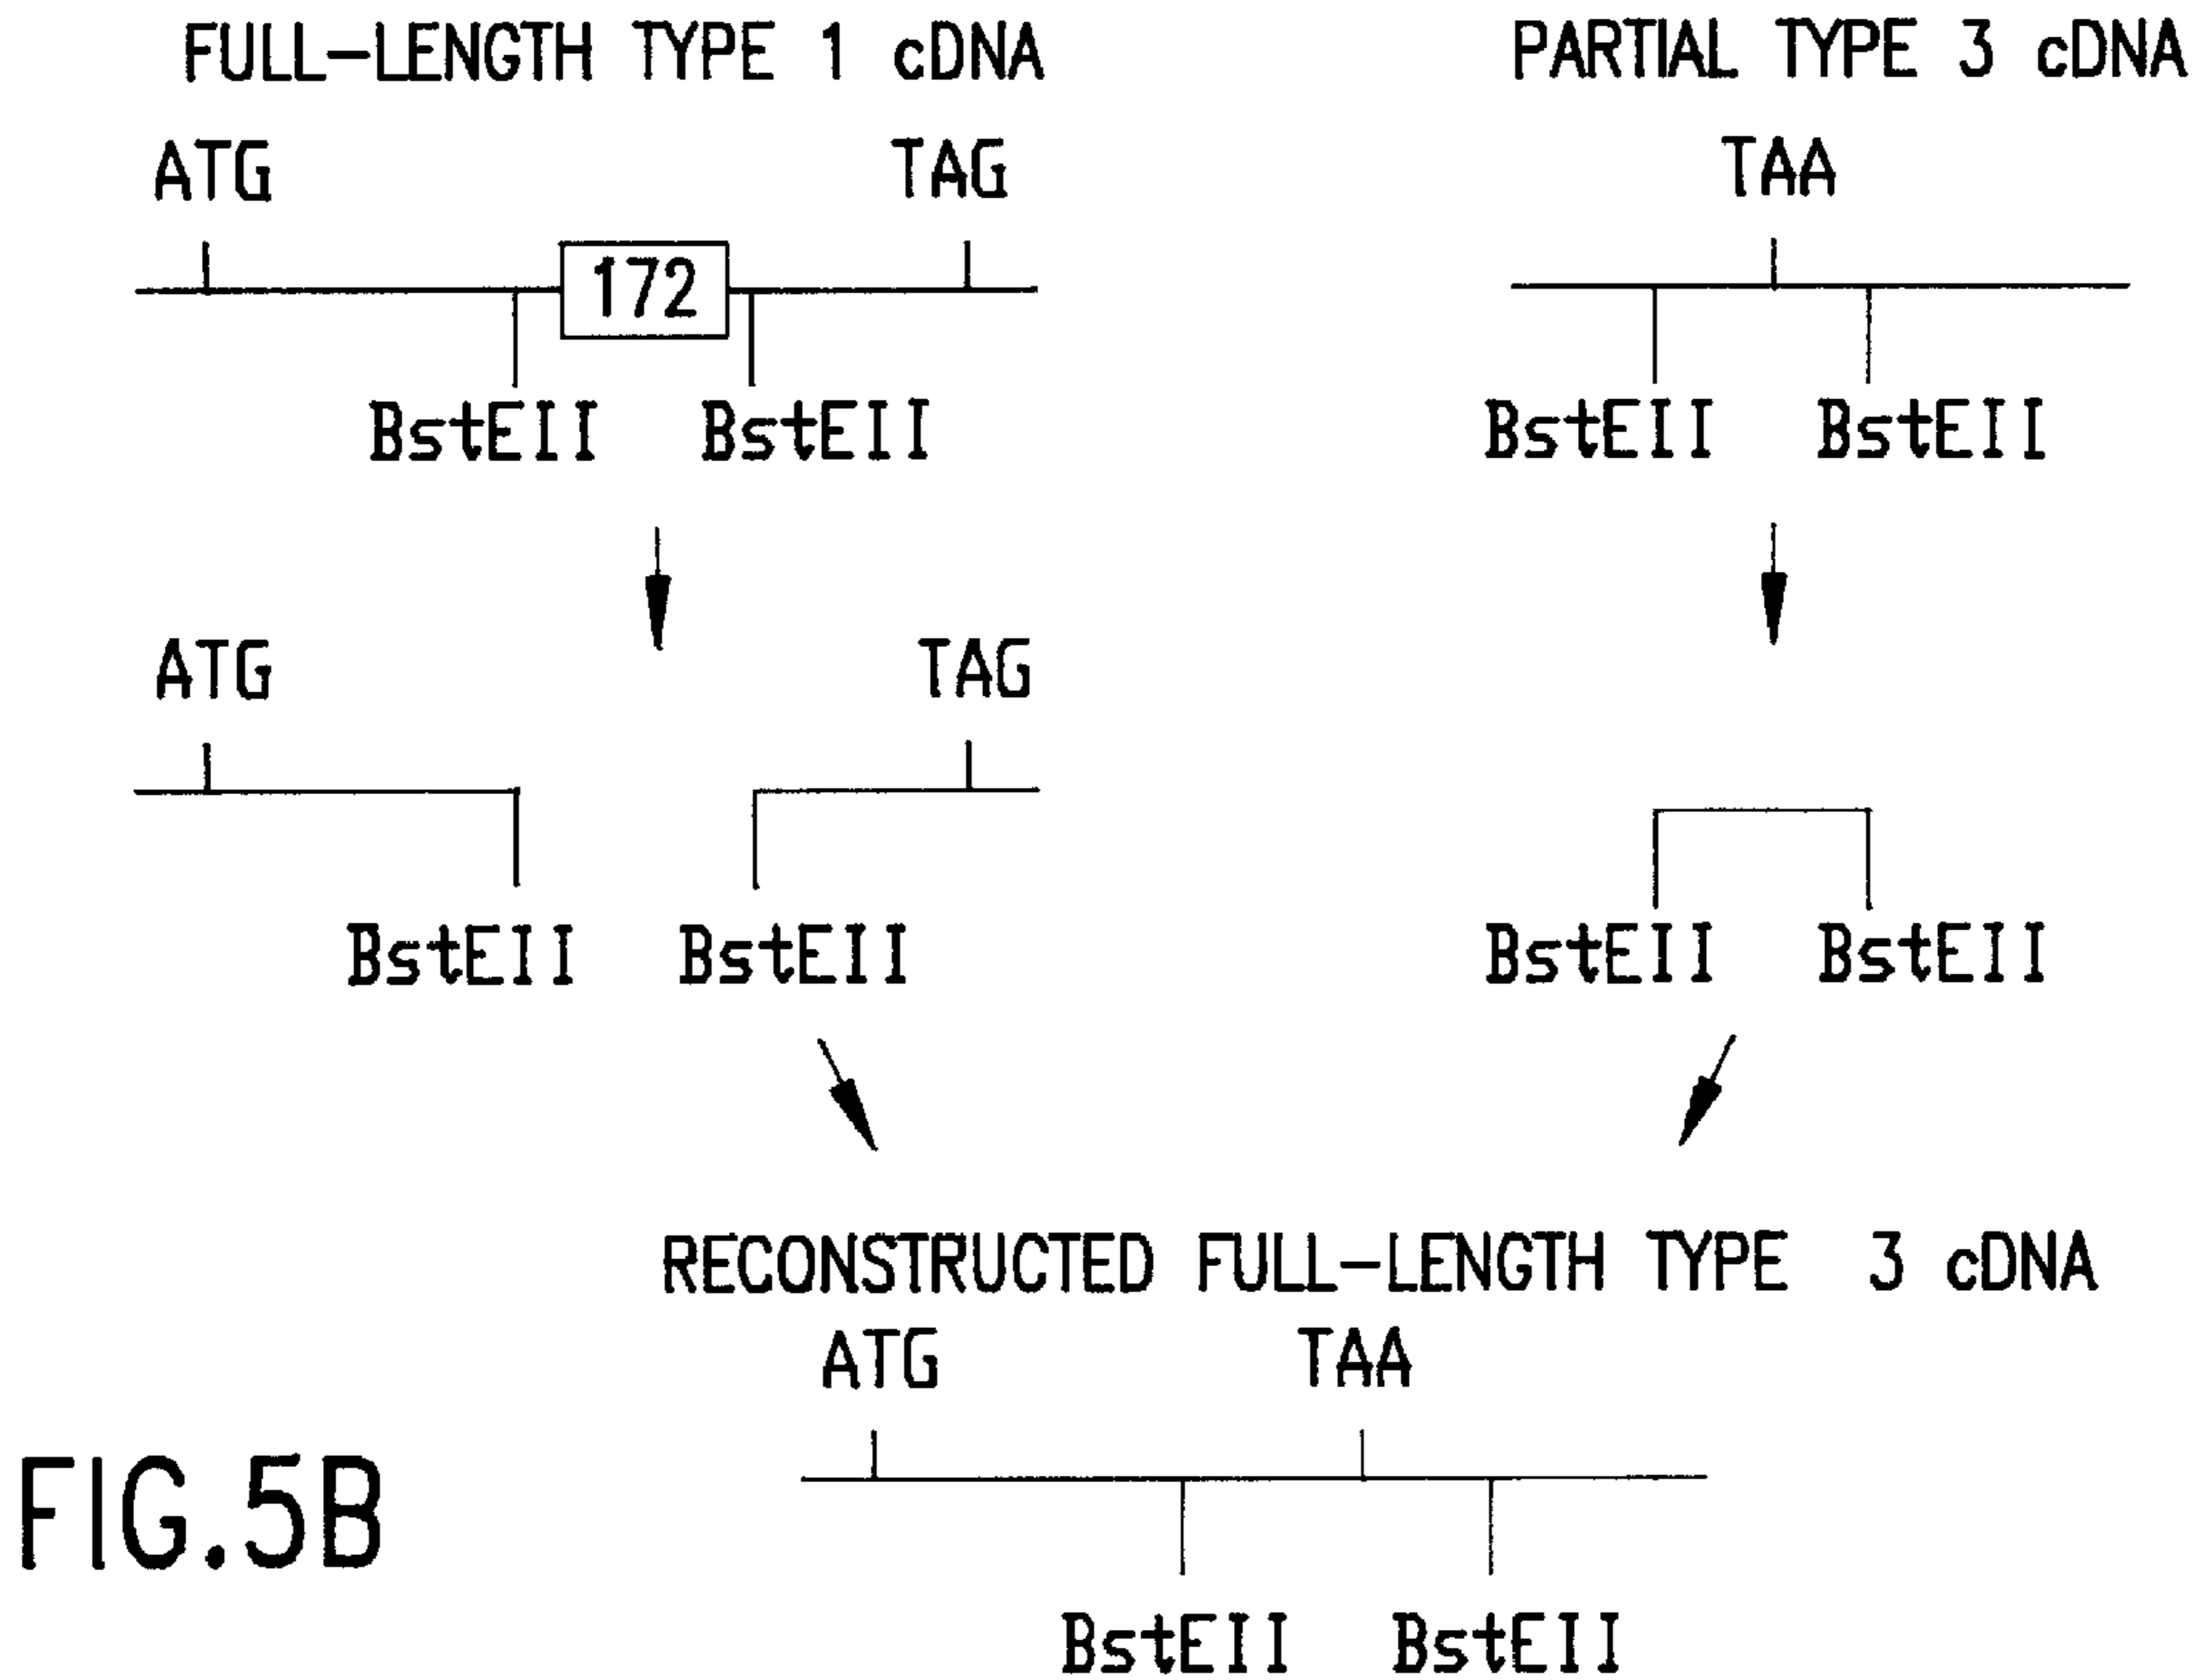 FULL-LENGTH TYPE 1 cDNA PARTIAL TYPE 3 cDNA
ATG TAG TAA
172
BstEII BstEII BstEII BstEII
ATG TAG
BstEII BstEII BstEII BstEII
RECONSTRUCTED FULL-LENGTH TYPE 3 cDNA
ATG TAA
FIG.5B
BstEII BstEII